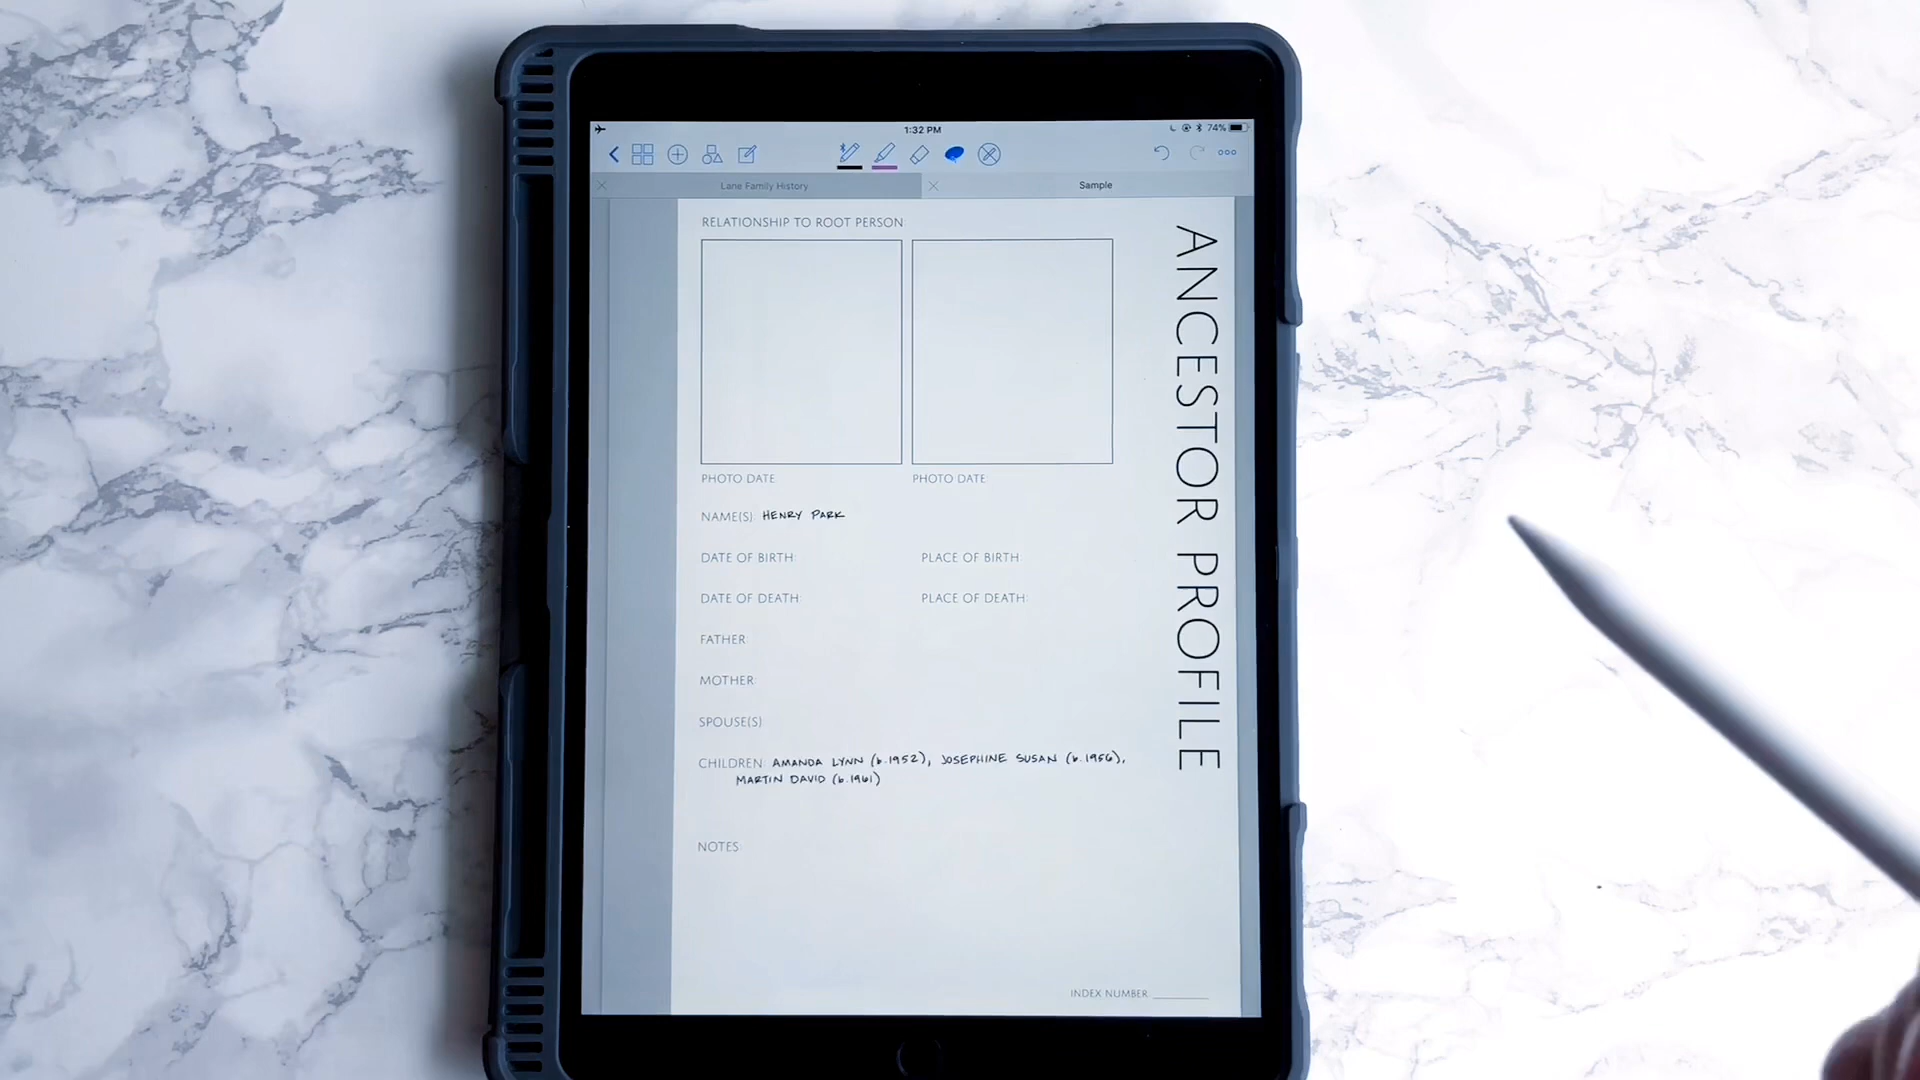 1:32 PM
74%
Lane Family History
Sample
RELATIONSHIP TO ROOT PERSON:
ANCESTOR PROFILE
PHOTO DATE
PHOTO DATE
NAME(S): HENRY PARK
DATE OF BIRTH:
PLACE OF BIRTH:
DATE OF DEATH:
PLACE OF DEATH:
FATHER:
MOTHER:
SPOUSE(S):
CHILDREN: AMANDA LYNN (b.1952), JOSEPHINE SUSAN (b.1956),
MARTIN DAVID (b.1961)
NOTES:
INDEX NUMBER